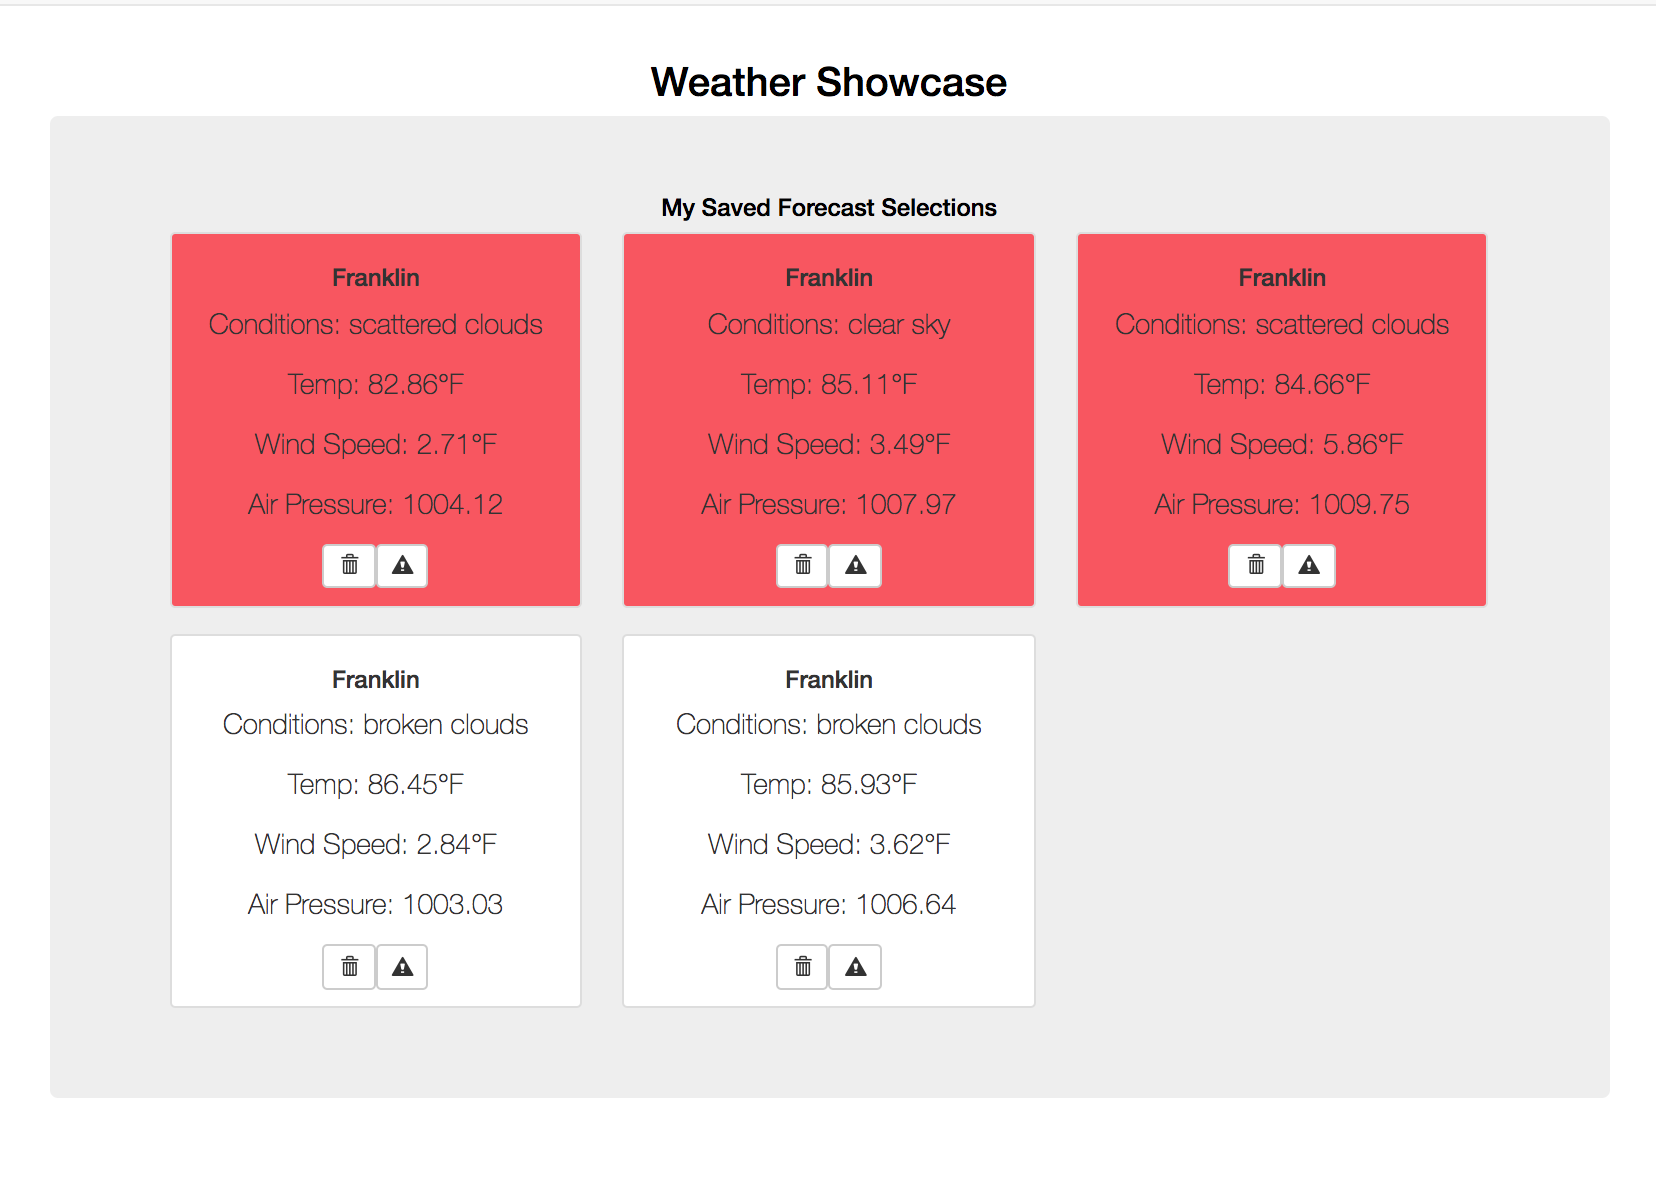 Weather Showcase
My Saved Forecast Selections
Franklin
Conditions: scattered clouds
Temp: 82.86°F
Wind Speed: 2.71°F
Air Pressure: 1004.12
Franklin
Conditions: clear sky
Temp: 85.11°F
Wind Speed: 3.49°F
Air Pressure: 1007.97
Franklin
Conditions: scattered clouds
Temp: 84.66°F
Wind Speed: 5.86°F
Air Pressure: 1009.75
Franklin
Conditions: broken clouds
Temp: 86.45°F
Wind Speed: 2.84°F
Air Pressure: 1003.03
Franklin
Conditions: broken clouds
Temp: 85.93°F
Wind Speed: 3.62°F
Air Pressure: 1006.64